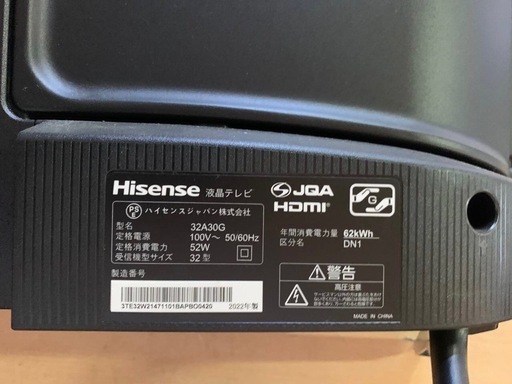 Hisense 液晶テレビ
PS E ハイセンスジャパン株式会社
型名 32A30G
定格電源 100V~ 50/60Hz
定格消費電力 52W
受信機型サイズ 32型
製造番号
3TE32W21471101BAPBO0420 2022年製
JQA
HDMI
G
年間消費電力量 62kWh
区分名 DN1
警告
高圧注意
MADE IN CHINA